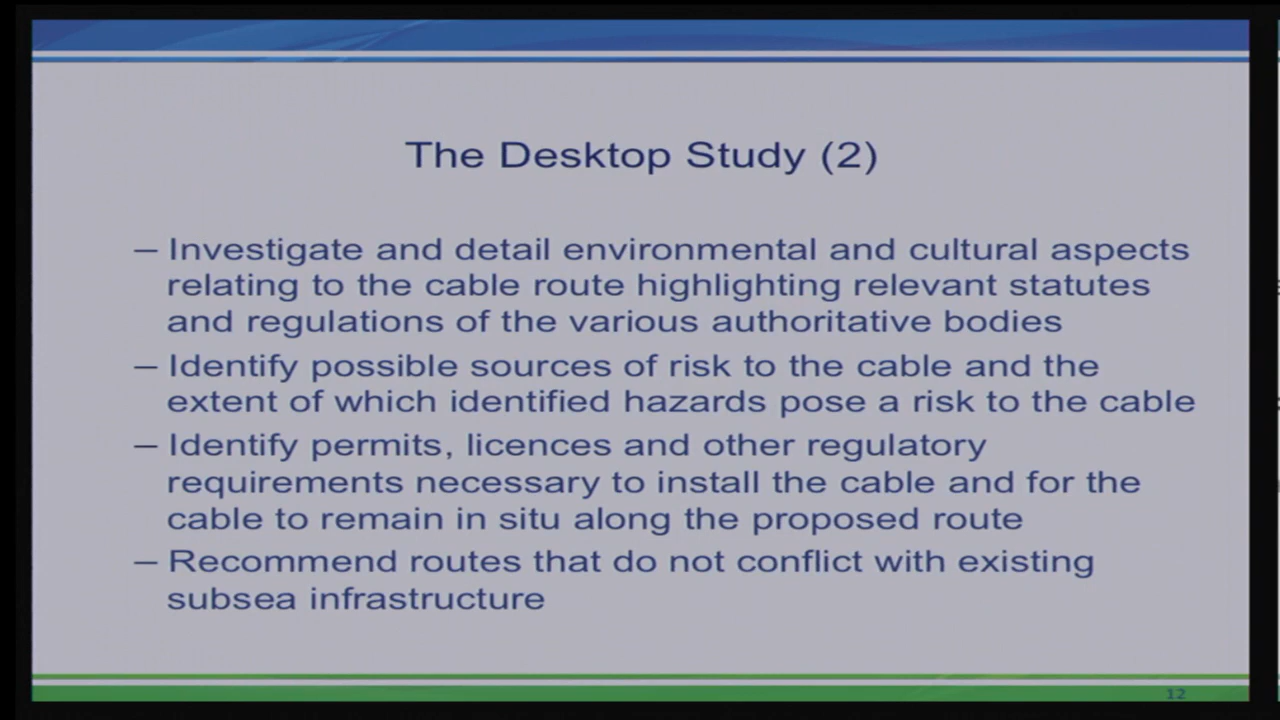 The Desktop Study (2)
– Investigate and detail environmental and cultural aspects
relating to the cable route highlighting relevant statutes
and regulations of the various authoritative bodies
– Identify possible sources of risk to the cable and the
extent of which identified hazards pose a risk to the cable
– Identify permits, licences and other regulatory
requirements necessary to install the cable and for the
cable to remain in situ along the proposed route
– Recommend routes that do not conflict with existing
subsea infrastructure
12